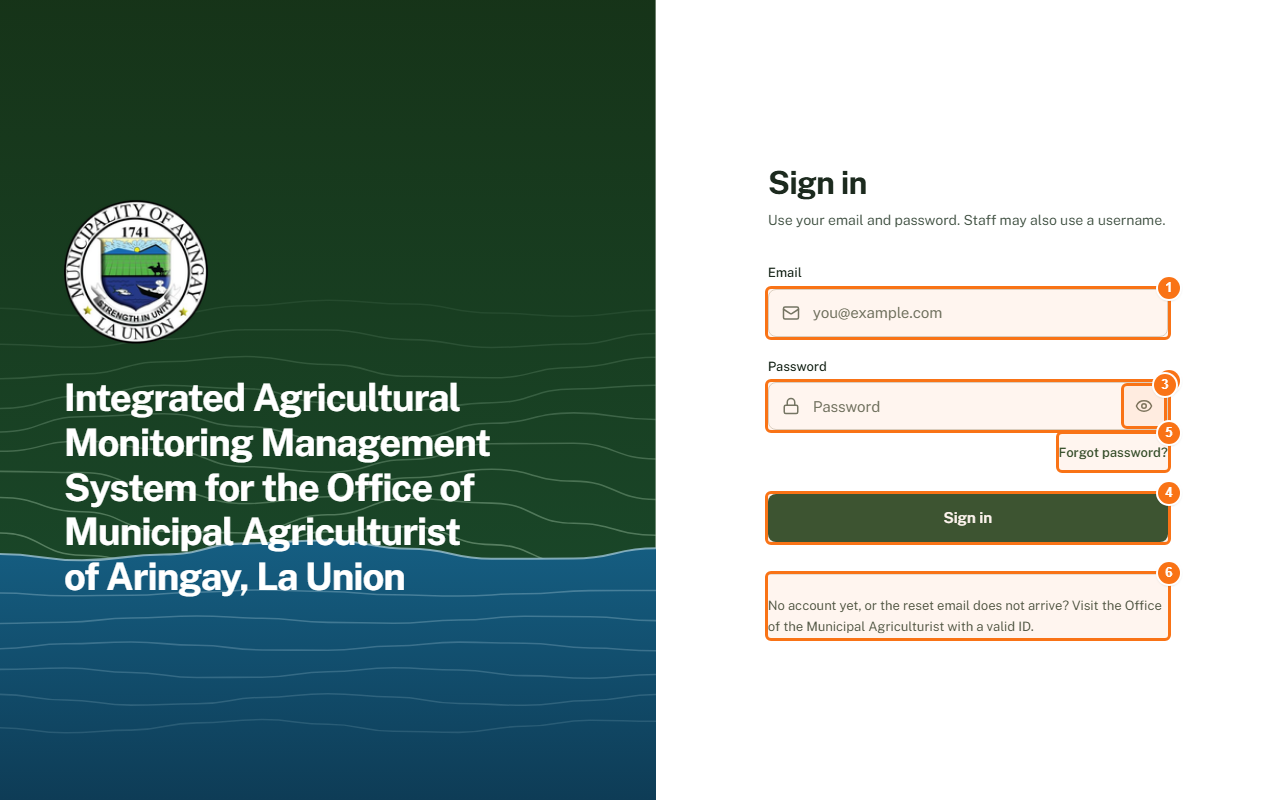 MUNICIPALITY OF ARINGAY
1741
STRENGTH IN UNITY
LA UNION
Integrated Agricultural
Monitoring Management
System for the Office of
Municipal Agriculturist
of Aringay, La Union
Sign in
Use your email and password. Staff may also use a username.
Email
1
you@example.com
Password
3
Password
5
Forgot password?
4
Sign in
6
No account yet, or the reset email does not arrive? Visit the Office
of the Municipal Agriculturist with a valid ID.